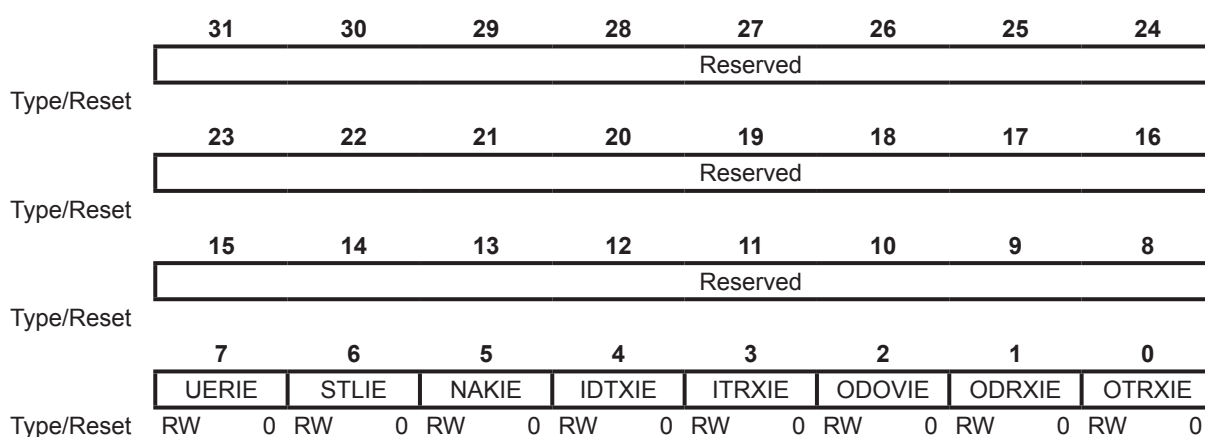 31 30 29 28 27 26 25 24
Reserved
Type/Reset
23 22 21 20 19 18 17 16
Reserved
Type/Reset
15 14 13 12 11 10 9 8
Reserved
Type/Reset
7 6 5 4 3 2 1 0
UERIE STLIE NAKIE IDTXIE ITRXIE ODOVIE ODRXIE OTRXIE
Type/Reset RW 0 RW 0 RW 0 RW 0 RW 0 RW 0 RW 0 RW 0